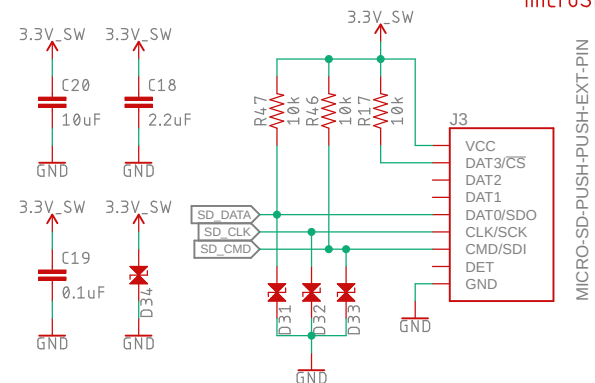 3.3V_SW
3.3V_SW
3.3V_SW
C20
10uF
GND
C18
2.2uF
GND
R47
10k
R46
10k
R17
10k
J3
MICRO-SD-PUSH-PUSH-EXT-PIN
VCC
DAT3/CS
DAT2
DAT1
DAT0/SDO
CLK/SCK
CMD/SDI
DET
GND
SD_DATA
SD_CLK
SD_CMD
3.3V_SW
3.3V_SW
C19
0.1uF
GND
D34
GND
D31
D32
D33
GND
GND